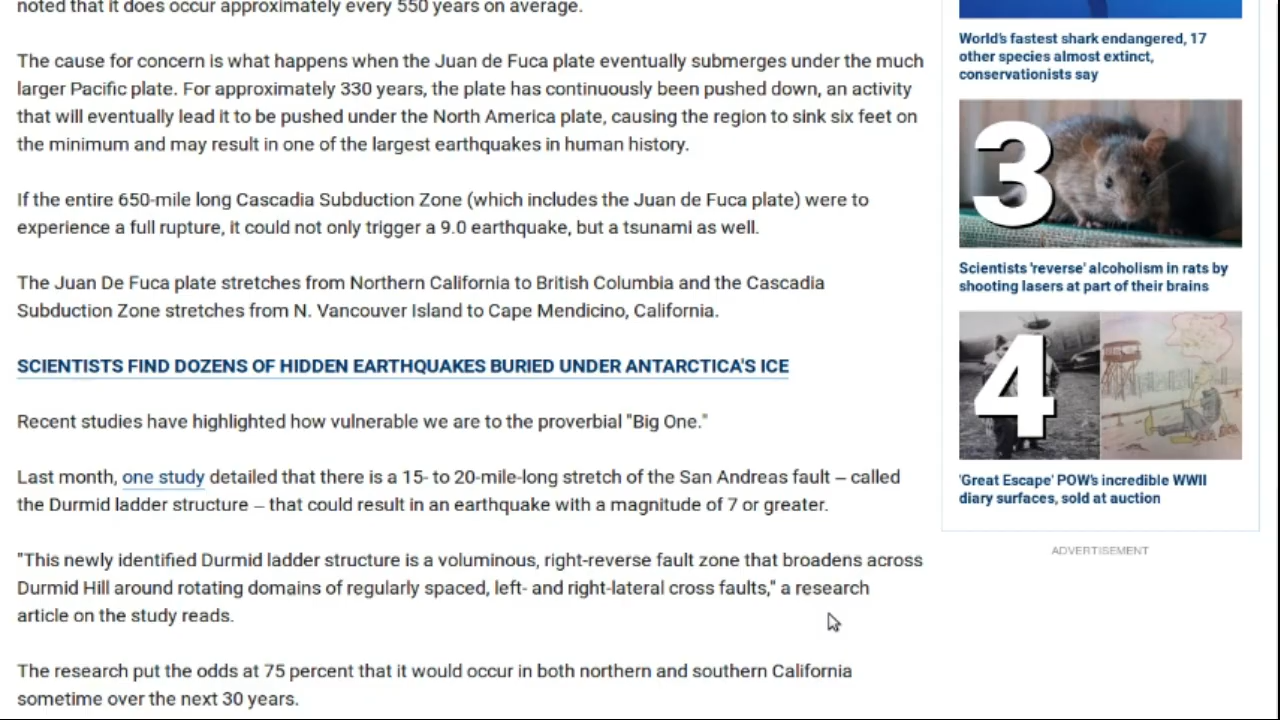 noted that it does occur approximately every 550 years on average.
The cause for concern is what happens when the Juan de Fuca plate eventually submerges under the much
larger Pacific plate. For approximately 330 years, the plate has continuously been pushed down, an activity
that will eventually lead it to be pushed under the North America plate, causing the region to sink six feet on
the minimum and may result in one of the largest earthquakes in human history.
If the entire 650-mile long Cascadia Subduction Zone (which includes the Juan de Fuca plate) were to
experience a full rupture, it could not only trigger a 9.0 earthquake, but a tsunami as well.
The Juan De Fuca plate stretches from Northern California to British Columbia and the Cascadia
Subduction Zone stretches from N. Vancouver Island to Cape Mendicino, California.
SCIENTISTS FIND DOZENS OF HIDDEN EARTHQUAKES BURIED UNDER ANTARCTICA'S ICE
Recent studies have highlighted how vulnerable we are to the proverbial "Big One."
Last month, one study detailed that there is a 15- to 20-mile-long stretch of the San Andreas fault – called
the Durmid ladder structure – that could result in an earthquake with a magnitude of 7 or greater.
"This newly identified Durmid ladder structure is a voluminous, right-reverse fault zone that broadens across
Durmid Hill around rotating domains of regularly spaced, left- and right-lateral cross faults," a research
article on the study reads.
The research put the odds at 75 percent that it would occur in both northern and southern California
sometime over the next 30 years.
World's fastest shark endangered, 17
other species almost extinct,
conservationists say
3
Scientists 'reverse' alcoholism in rats by
shooting lasers at part of their brains
4
'Great Escape' POW's incredible WWII
diary surfaces, sold at auction
ADVERTISEMENT